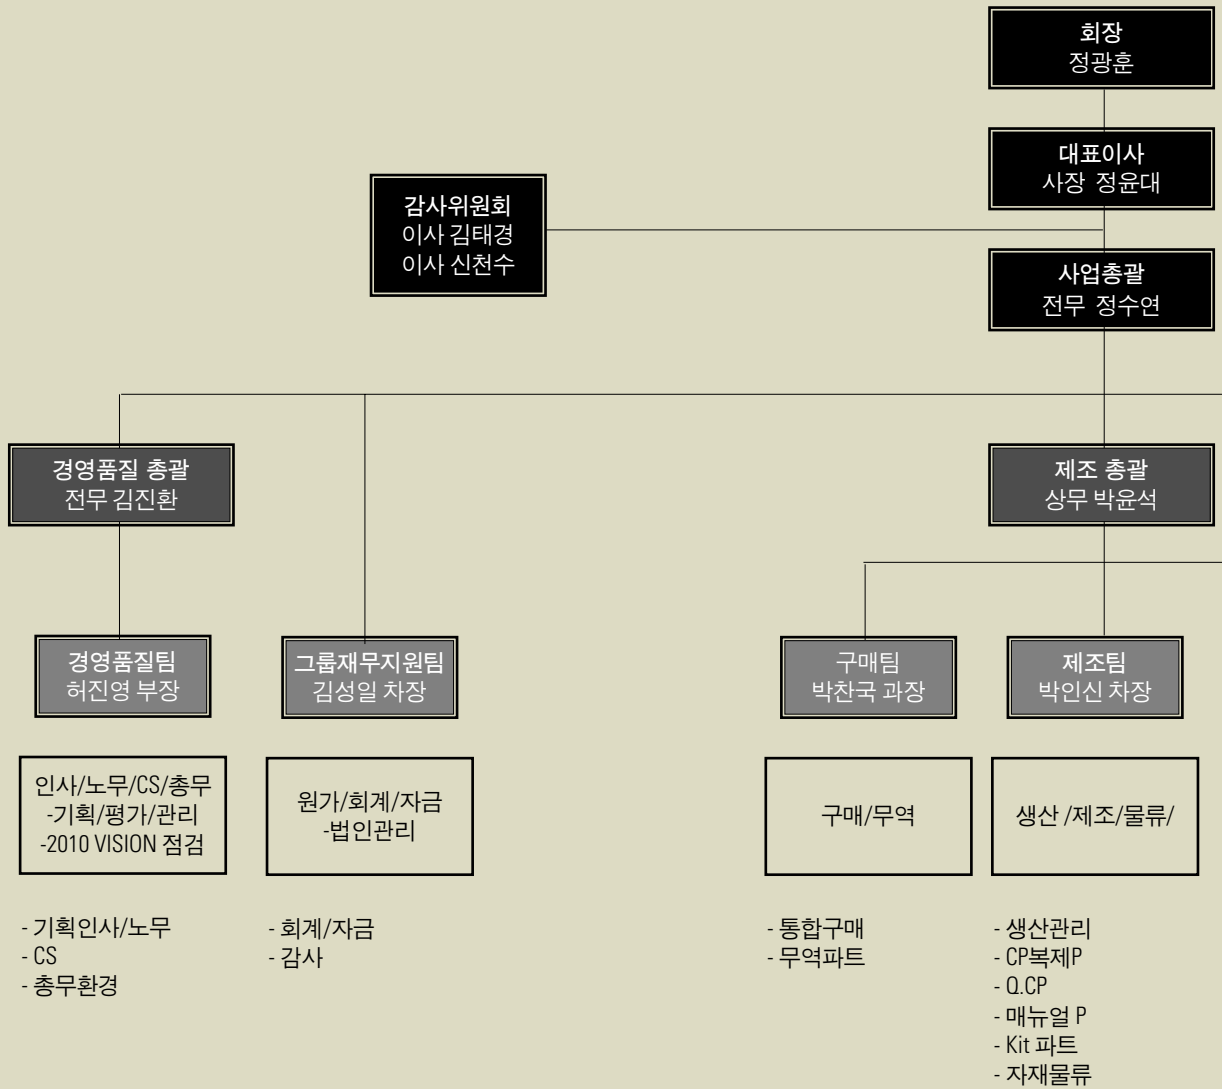 회장
정광훈
대표이사
사장 정윤대
감사위원회
이사 김태경
이사 신천수
사업총괄
전무 정수연
경영품질 총괄
전무 김진환
제조 총괄
상무 박윤석
경영품질팀
허진영 부장
그룹재무지원팀
김성일 차장
구매팀
박찬국 과장
제조팀
박인신 차장
인사/노무/CS/총무
-기획/평가/관리
-2010 VISION 점검
원가/회계/자금
-법인관리
구매/무역
생산 /제조/물류/
- 기획인사/노무
- CS
- 총무환경
- 회계/자금
- 감사
- 통합구매
- 무역파트
- 생산관리
- CP복제P
- Q.CP
- 매뉴얼 P
- Kit 파트
- 자재물류